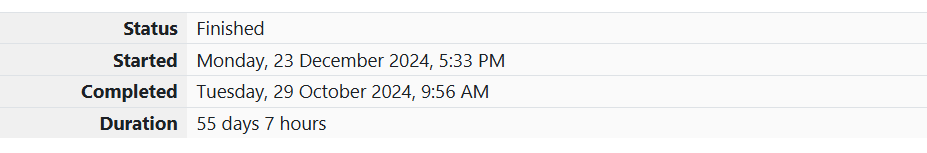 Status Finished
Started Monday, 23 December 2024, 5:33 PM
Completed Tuesday, 29 October 2024, 9:56 AM
Duration 55 days 7 hours